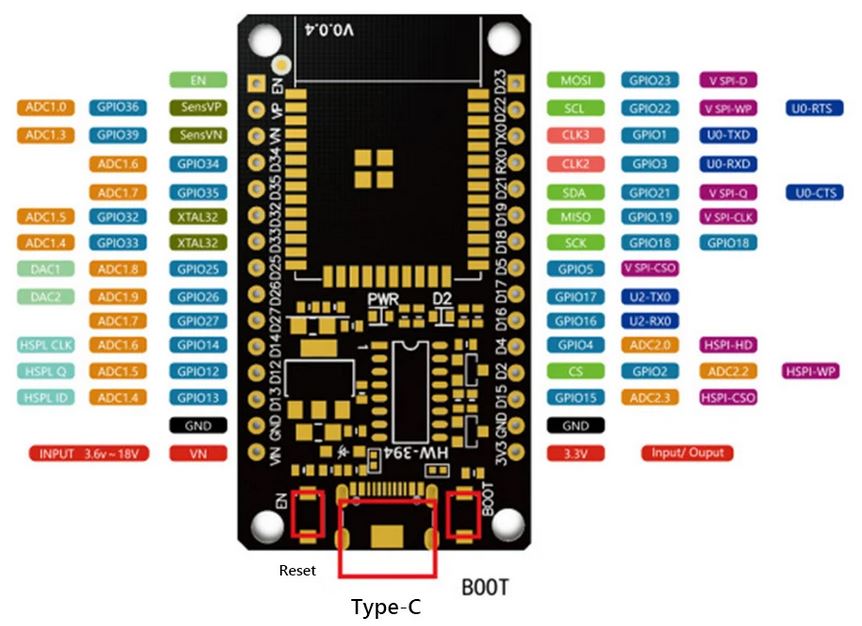 V0.0.4
EN EN D23 MOSI GPIO23 V SPI-D
ADC1.0 GPIO36 SensVP VP D22 SCL GPIO22 V SPI-WP U0-RTS
ADC1.3 GPIO39 SensVN VN TX0 CLK3 GPIO1 U0-TXD
ADC1.6 GPIO34 D34 RX0 CLK2 GPIO3 U0-RXD
ADC1.7 GPIO35 D35 D21 SDA GPIO21 V SPI-Q U0-CTS
ADC1.5 GPIO32 XTAL32 D32 D19 MISO GPIO.19 V SPI-CLK
ADC1.4 GPIO33 XTAL32 D33 D18 SCK GPIO18 GPIO18
DAC1 ADC1.8 GPIO25 D25 D5 GPIO5 V SPI-CSO
DAC2 ADC1.9 GPIO26 D26 D17 GPIO17 U2-TX0
ADC1.7 GPIO27 D27 PWR D2 D16 GPIO16 U2-RX0
HSPL CLK ADC1.6 GPIO14 D14 1 D4 GPIO4 ADC2.0 HSPI-HD
HSPL Q ADC1.5 GPIO12 D12 D2 CS GPIO2 ADC2.2 HSPI-WP
HSPL ID ADC1.4 GPIO13 D13 D15 GPIO15 ADC2.3 HSPI-CSO
GND GND GND GND
INPUT 3.6v~18V VN VIN HW-394 3V3 3.3V Input/ Ouput
EN BOOT
Reset
BOOT
Type-C